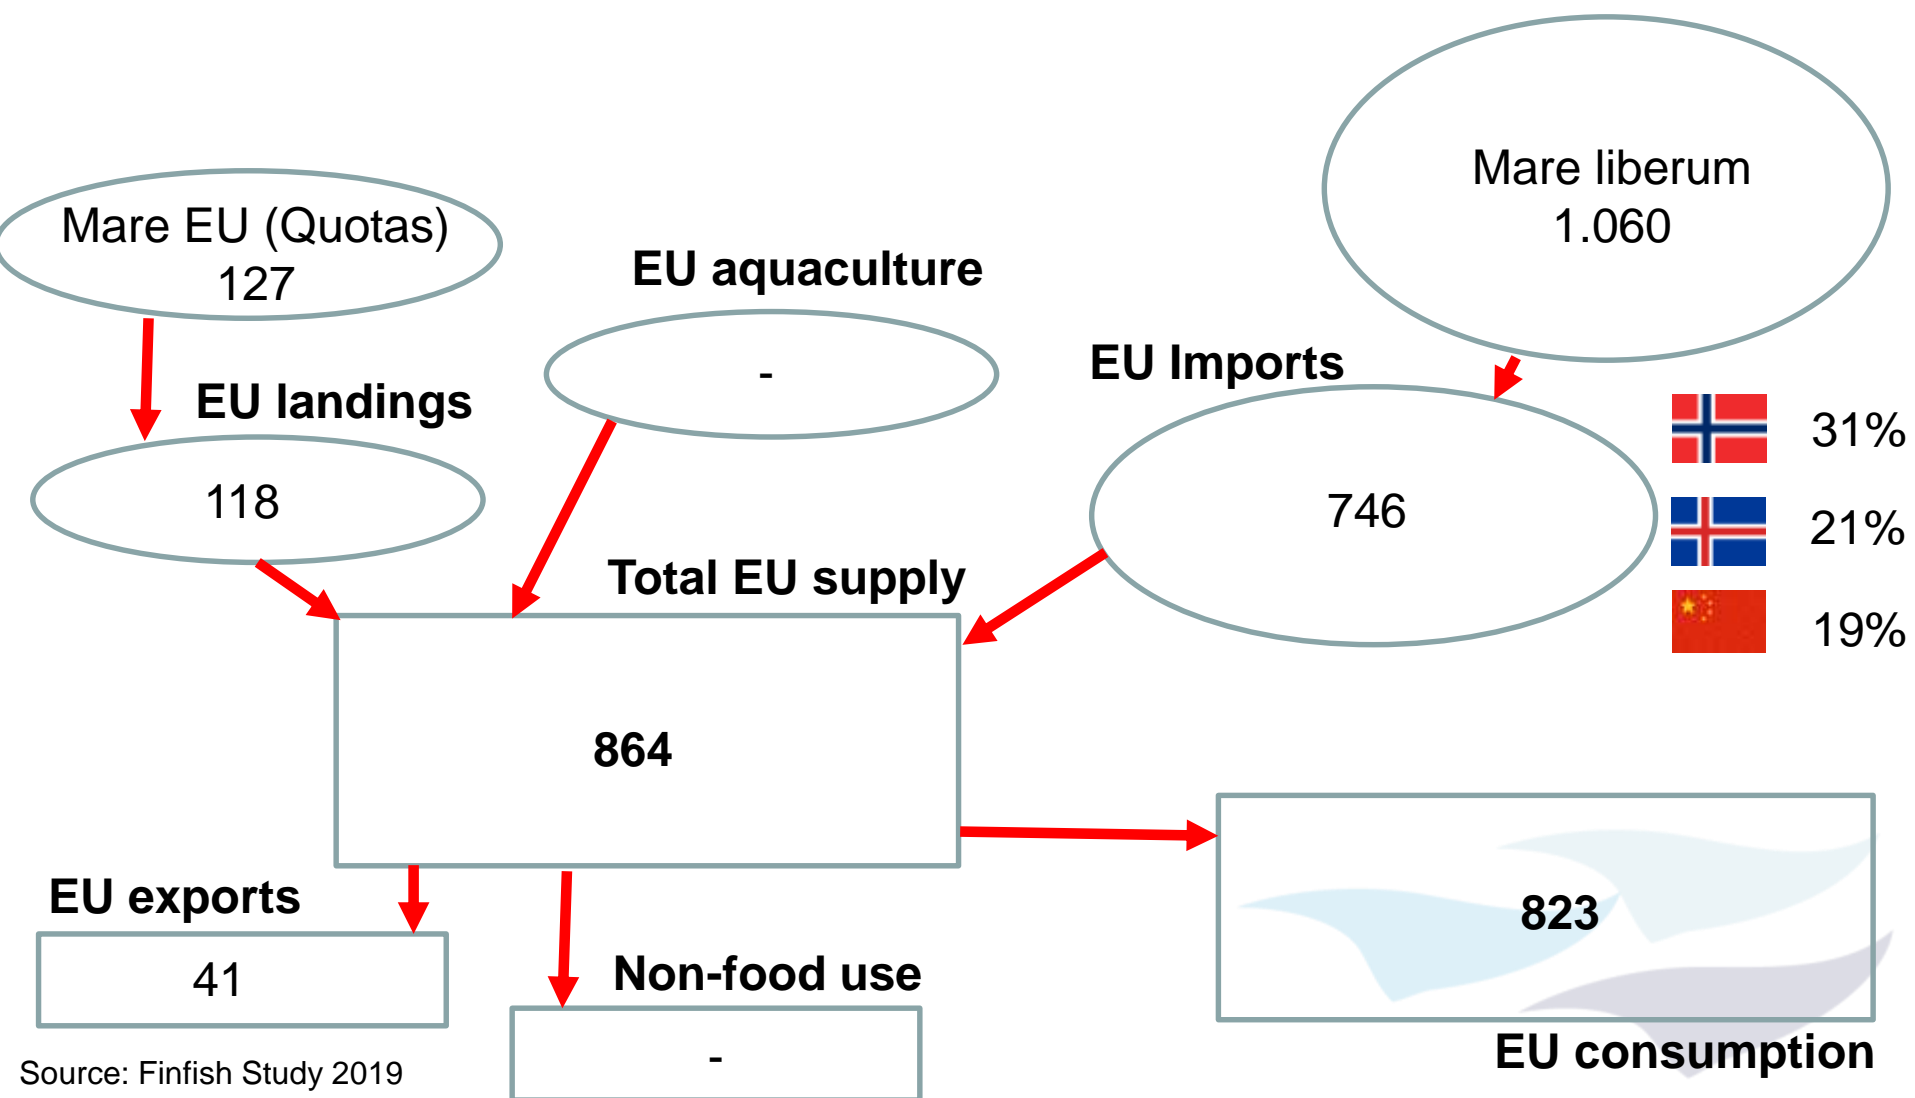 Mare liberum
1.060
Mare EU (Quotas)
127
EU aquaculture
-
EU Imports
746
31%
21%
19%
EU landings
118
Total EU supply
864
EU exports
41
Non-food use
-
823
EU consumption
Source: Finfish Study 2019